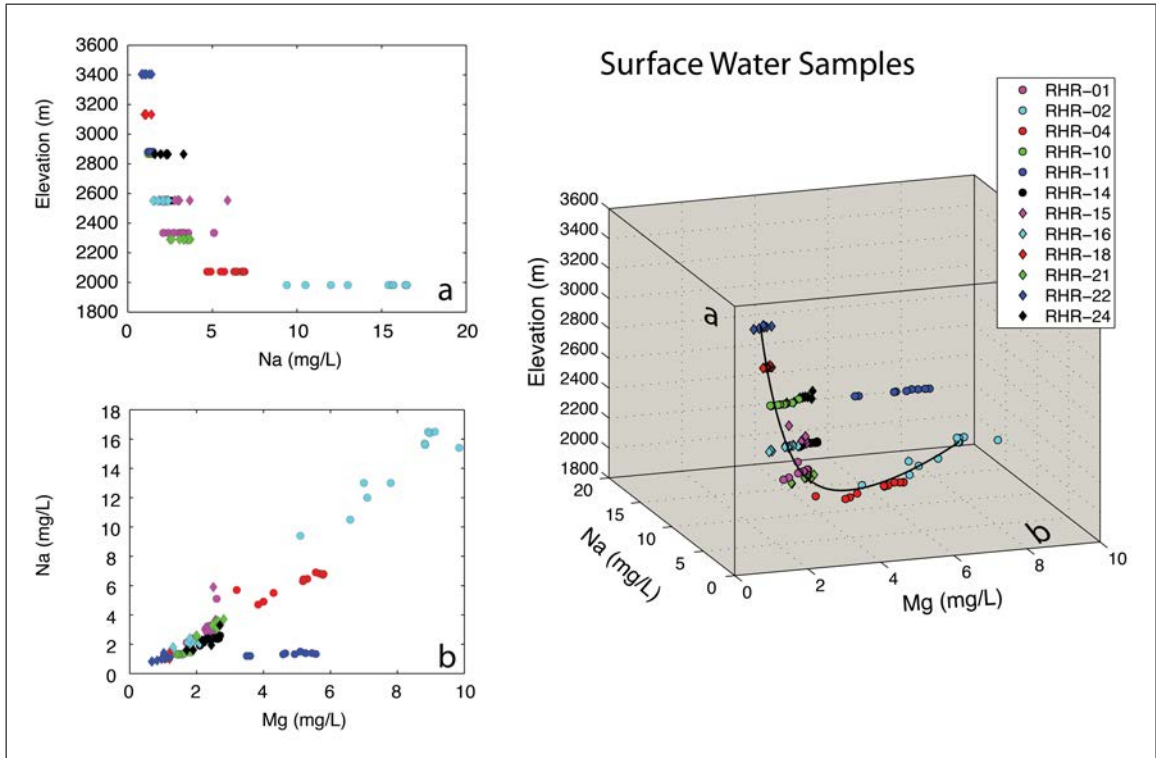 Surface Water Samples
3600
3400
3200
3000
2800
2600
2400
2200
2000
1800
Elevation (m)
0 5 10 15 20
Na (mg/L)
a
18
16
14
12
10
8
6
4
2
0
Na (mg/L)
0 2 4 6 8 10
Mg (mg/L)
b
RHR-01
RHR-02
RHR-04
RHR-10
RHR-11
RHR-14
RHR-15
RHR-16
RHR-18
RHR-21
RHR-22
RHR-24
3600
3400
3200
3000
2800
2600
2400
2200
2000
1800
Elevation (m)
a
20
15
10
5
0
Na (mg/L)
0 2 4 6 8 10
Mg (mg/L)
b